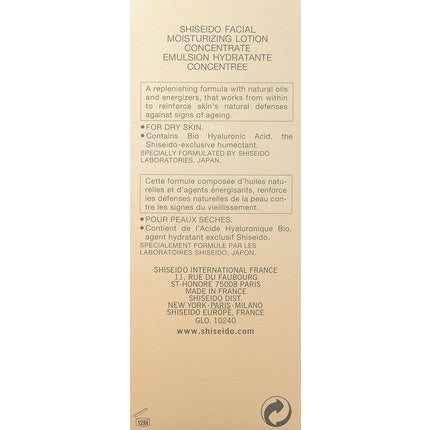 SHISEIDO FACIAL
MOISTURIZING LOTION
CONCENTRATE
EMULSION HYDRATANTE
CONCENTREE
A replenishing formula with natural oils
and energizers, that works from within
to reinforce skin's natural defenses
against signs of ageing.
●FOR DRY SKIN.
●Contains Bio Hyaluronic Acid, the
Shiseido-exclusive humectant.
SPECIALLY FORMULATED BY SHISEIDO
LABORATORIES, JAPAN.
Cette formule composée d'huiles natu-
relles et d'agents énergisants, renforce
les défenses naturelles de la peau con-
tre les signes du vieillissement.
●POUR PEAUX SECHES.
●Contient de l'Acide Hyaluronique Bio,
agent hydratant exclusif Shiseido.
SPECIALEMENT FORMULE PAR LES
LABORATOIRES SHISEIDO, JAPON.
SHISEIDO INTERNATIONAL FRANCE
11, RUE DU FAUBOURG
ST-HONORE 75008 PARIS
MADE IN FRANCE
SHISEIDO DIST.
NEW YORK-PARIS-MILANO
SHISEIDO EUROPE, FRANCE
GLO. 10240
www.shiseido.com
12M